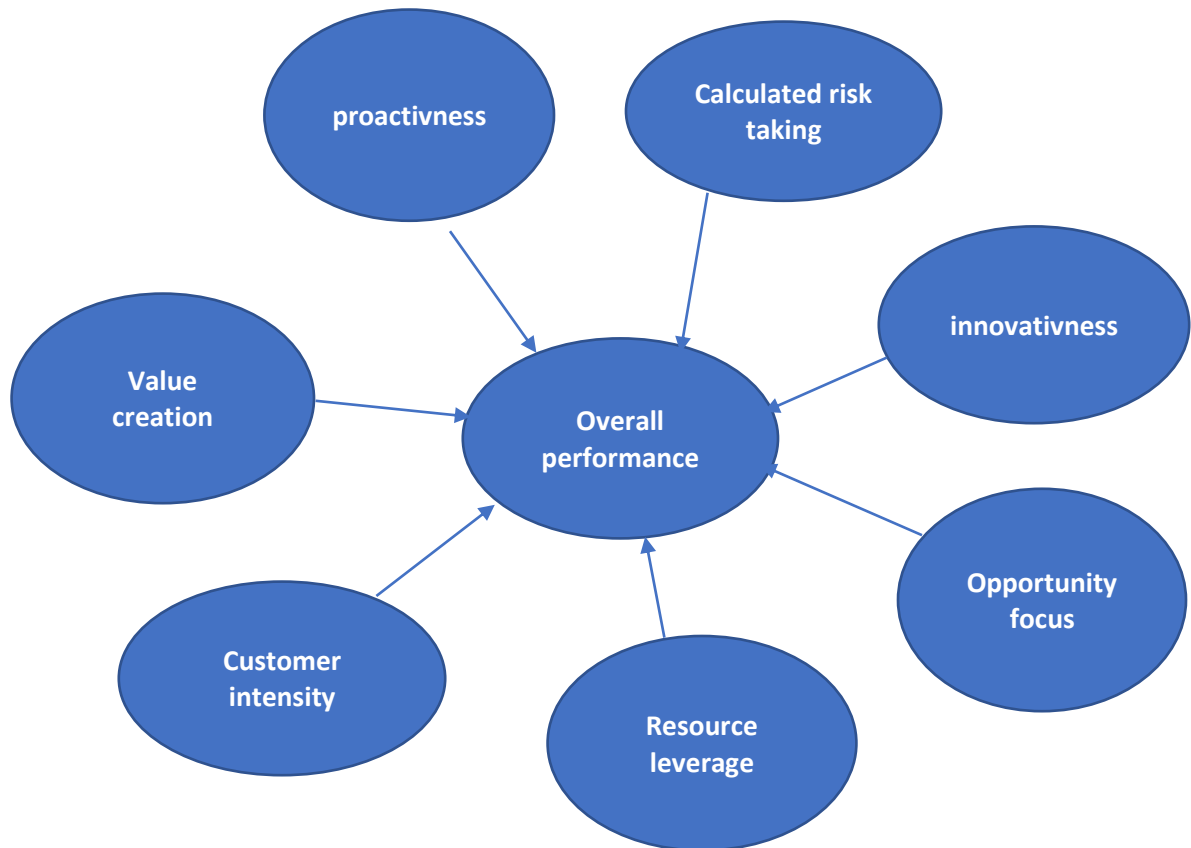 proactivness
Calculated risk
taking
innovativness
Value
creation
Overall
performance
Opportunity
focus
Customer
intensity
Resource
leverage